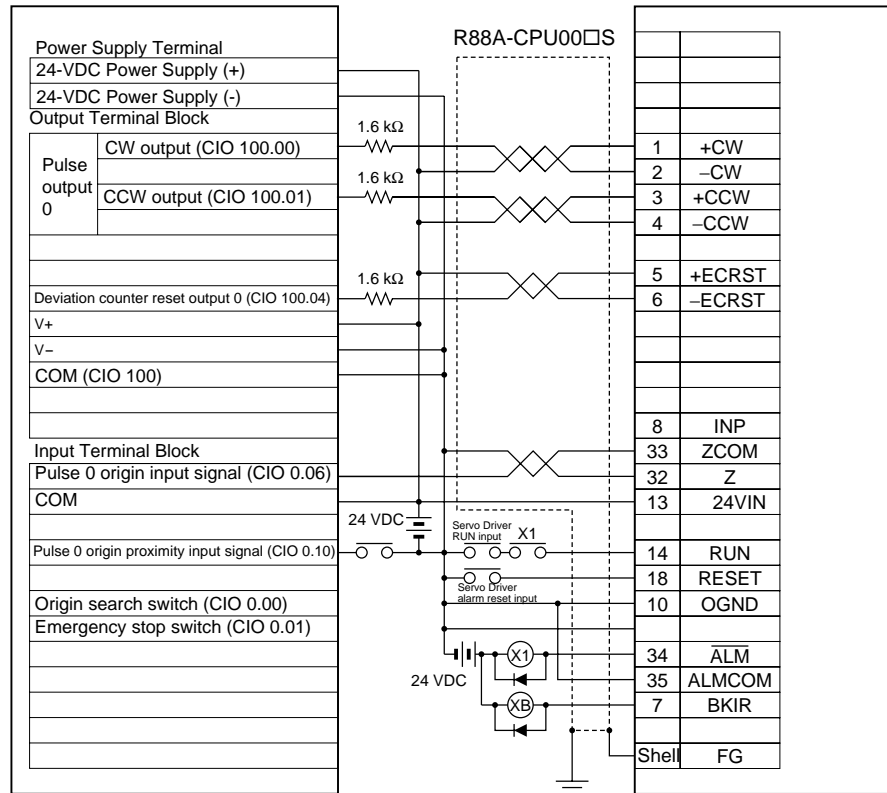 R88A-CPU00□S
Power Supply Terminal
24-VDC Power Supply (+)
24-VDC Power Supply (-)
Output Terminal Block
Pulse output 0
CW output (CIO 100.00)
CCW output (CIO 100.01)
Deviation counter reset output 0 (CIO 100.04)
V+
V−
COM (CIO 100)
Input Terminal Block
Pulse 0 origin input signal (CIO 0.06)
COM
Pulse 0 origin proximity input signal (CIO 0.10)
Origin search switch (CIO 0.00)
Emergency stop switch (CIO 0.01)
1.6 kΩ
1.6 kΩ
1.6 kΩ
24 VDC
Servo Driver
RUN input
X1
Servo Driver
alarm reset input
X1
24 VDC
XB
1 +CW
2 −CW
3 +CCW
4 −CCW
5 +ECRST
6 −ECRST
8 INP
33 ZCOM
32 Z
13 24VIN
14 RUN
18 RESET
10 OGND
34 A̅L̅M̅
35 ALMCOM
7 BKIR
Shell FG